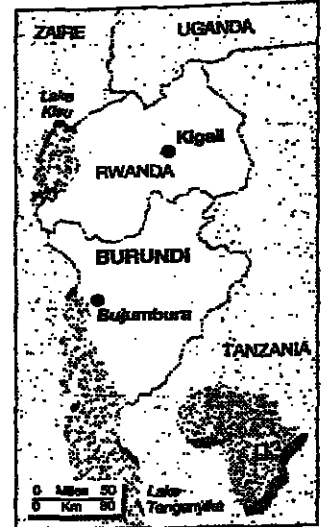 ZAIRE
UGANDA
Lake
Kivu
Kigali
RWANDA
BURUNDI
Bujumbura
TANZANIA
0 Miles 50
0 Km 80
Lake
Tanganyika